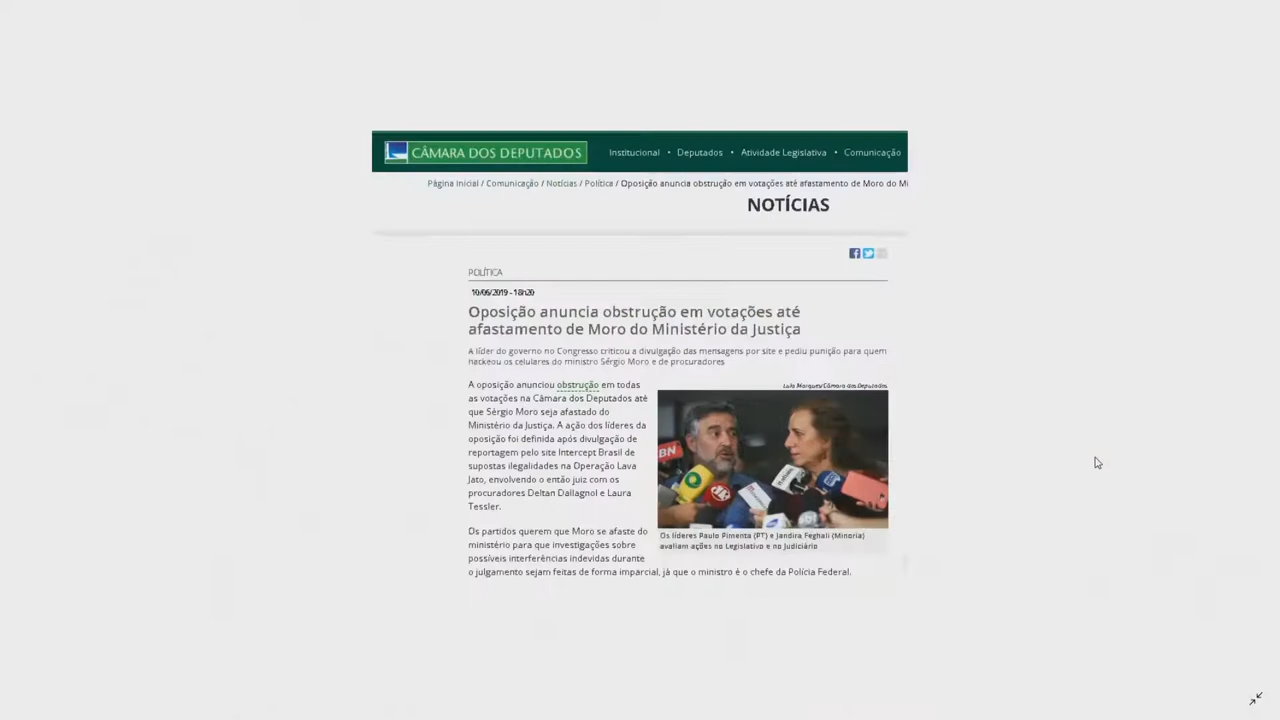 CÂMARA DOS DEPUTADOS
Institucional • Deputados • Atividade Legislativa • Comunicação
Página Inicial / Comunicação / Notícias / Política / Oposição anuncia obstrução em votações até afastamento de Moro do Mi
NOTÍCIAS
POLÍTICA
10/06/2019 - 18h20
Oposição anuncia obstrução em votações até
afastamento de Moro do Ministério da Justiça
A líder do governo no Congresso criticou a divulgação das mensagens por site e pediu punição para quem
hackeou os celulares do ministro Sérgio Moro e de procuradores
A oposição anunciou obstrução em todas
as votações na Câmara dos Deputados até
que Sérgio Moro seja afastado do
Ministério da Justiça. A ação dos líderes da
oposição foi definida após divulgação de
reportagem pelo site Intercept Brasil de
supostas ilegalidades na Operação Lava
Jato, envolvendo o então juiz com os
procuradores Deltan Dallagnol e Laura
Tessler.
Luis Marques/Câmara dos Deputados
BN
Os líderes Paulo Pimenta (PT) e Jandira Feghali (Minoria)
avaliam ações no Legislativo e no Judiciário
Os partidos querem que Moro se afaste do
ministério para que investigações sobre
possíveis interferências indevidas durante
o julgamento sejam feitas de forma imparcial, já que o ministro é o chefe da Polícia Federal.